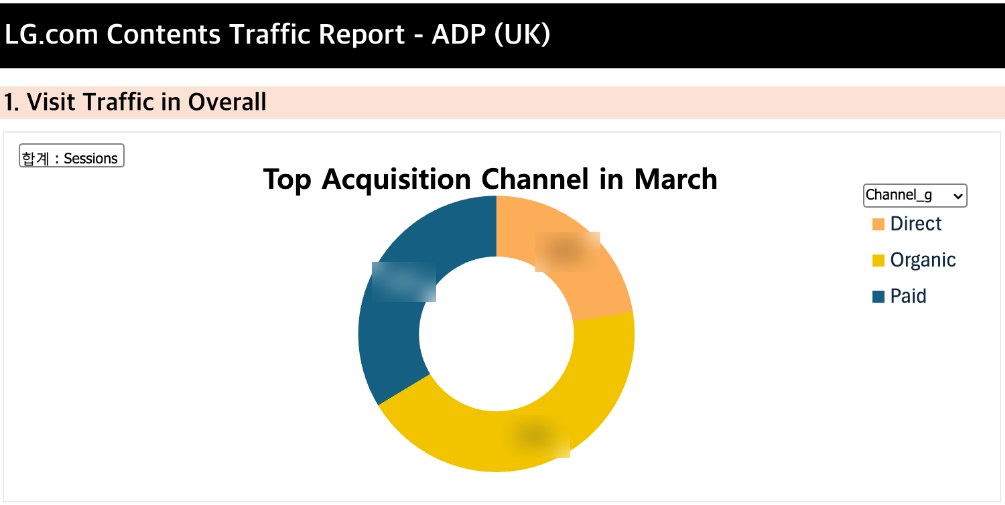 LG.com Contents Traffic Report - ADP (UK)
1. Visit Traffic in Overall
합계 : Sessions
Top Acquisition Channel in March
Channel_g
Direct
Organic
Paid